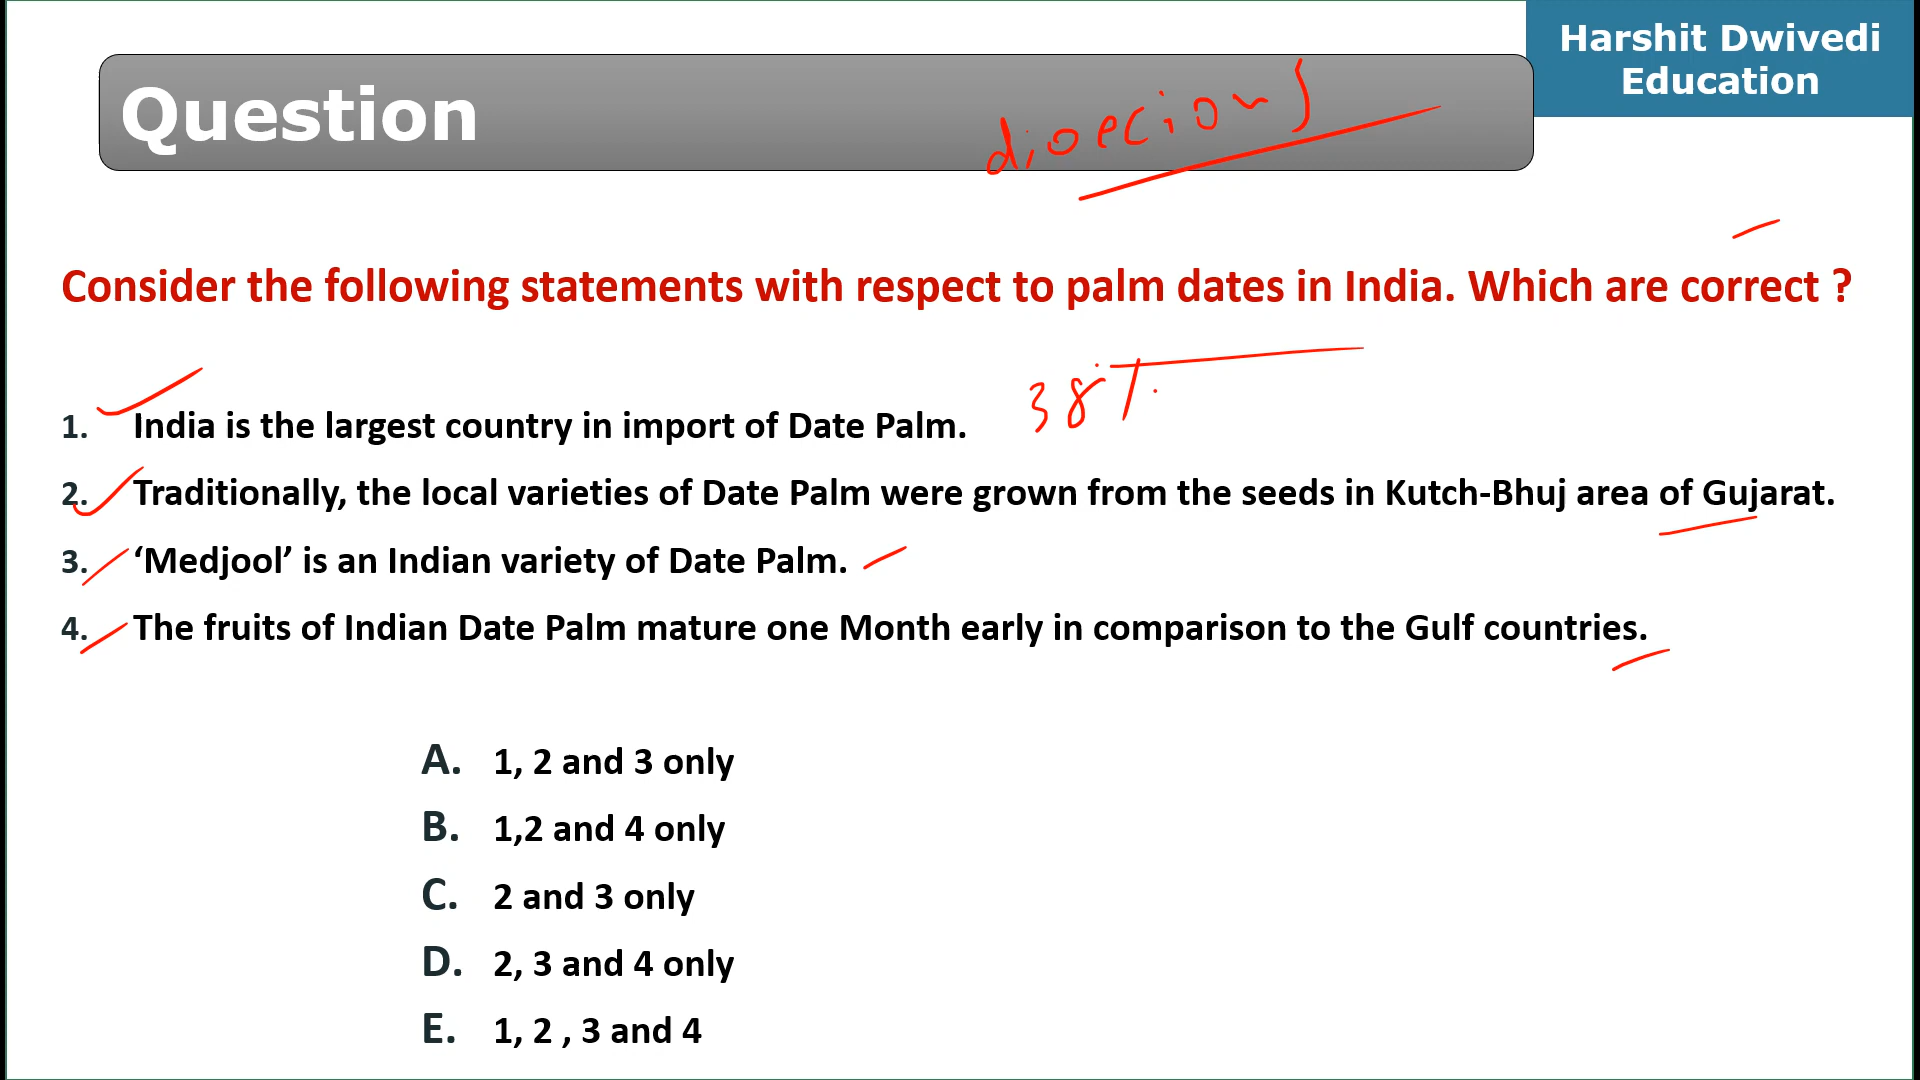 Harshit Dwivedi
Education
Question
dioecious
Consider the following statements with respect to palm dates in India. Which are correct ?
38%
1. India is the largest country in import of Date Palm.
2. Traditionally, the local varieties of Date Palm were grown from the seeds in Kutch-Bhuj area of Gujarat.
3. ‘Medjool’ is an Indian variety of Date Palm.
4. The fruits of Indian Date Palm mature one Month early in comparison to the Gulf countries.
A. 1, 2 and 3 only
B. 1,2 and 4 only
C. 2 and 3 only
D. 2, 3 and 4 only
E. 1, 2 , 3 and 4